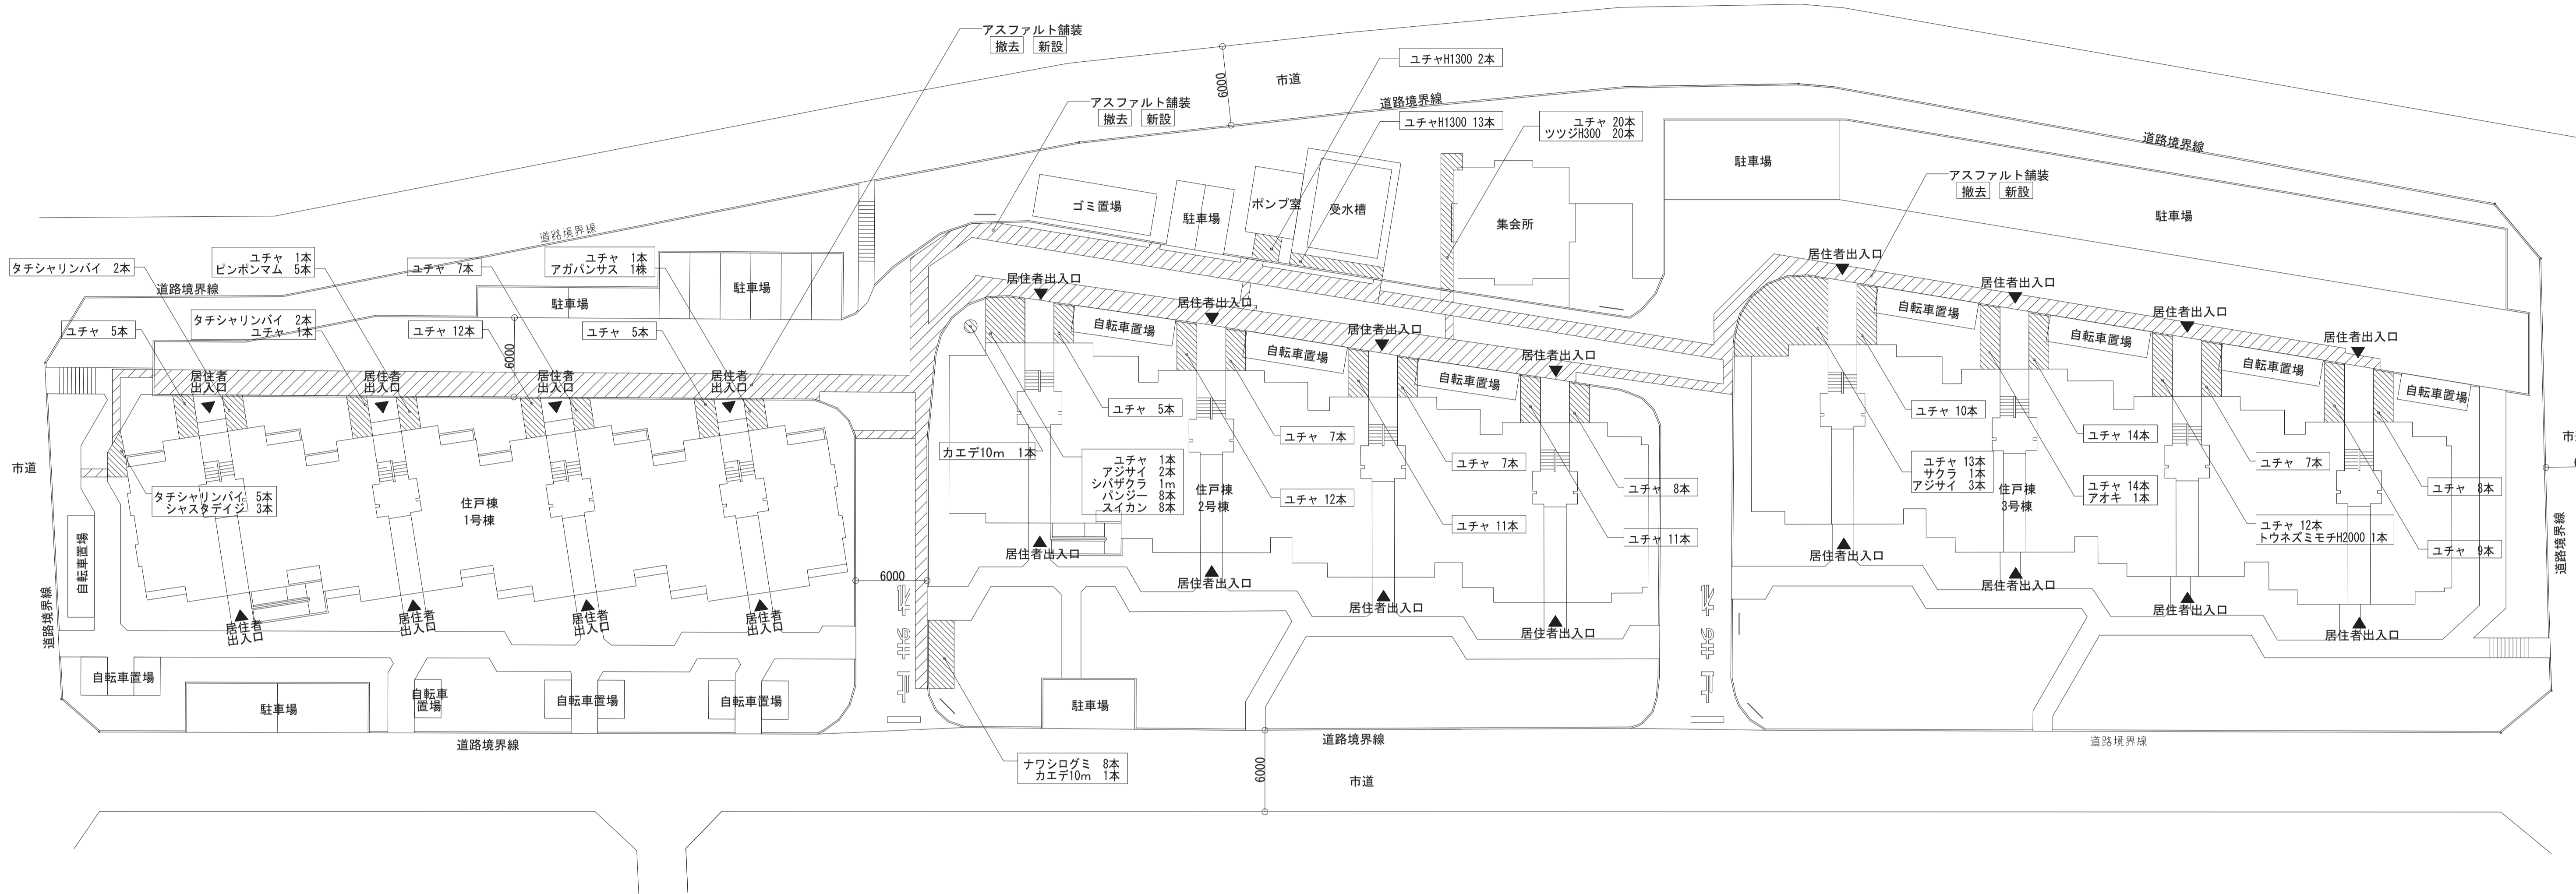 アスファルト舗装
撤去 新設
ユチャH1300 2本
市道
6000
道路境界線
アスファルト舗装
撤去 新設
ユチャH1300 13本
ユチャ 20本
ツツジH300 20本
道路境界線
駐車場
アスファルト舗装
撤去 新設
ゴミ置場
駐車場
ポンプ室
受水槽
集会所
駐車場
道路境界線
タチシャリンバイ 2本
ユチャ 1本
ピンポンマム 5本
ユチャ 7本
ユチャ 1本
アガパンサス 1株
居住者出入口
道路境界線
駐車場
駐車場
居住者出入口
居住者出入口
居住者出入口
居住者出入口
居住者出入口
居住者出入口
居住者出入口
ユチャ 5本
タチシャリンバイ 2本
ユチャ 1本
ユチャ 12本
ユチャ 5本
6000
自転車置場
自転車置場
自転車置場
自転車置場
自転車置場
自転車置場
自転車置場
居住者
出入口
居住者
出入口
居住者
出入口
居住者
出入口
ユチャ 5本
ユチャ 7本
ユチャ 7本
ユチャ 8本
ユチャ 10本
ユチャ 14本
ユチャ 7本
ユチャ 8本
カエデ10m 1本
市道
タチシャリンバイ 5本
シャスタデイジ 3本
住戸棟
1号棟
ユチャ 1本
アジサイ 2本
シバザクラ 1m
パンジー 8本
スイカン 8本
住戸棟
2号棟
ユチャ 12本
ユチャ 11本
ユチャ 11本
ユチャ 13本
サクラ 1本
アジサイ 3本
住戸棟
3号棟
ユチャ 14本
アオキ 1本
ユチャ 12本
トウネズミモチH2000 1本
ユチャ 9本
自転車置場
道路境界線
居住者出入口
居住者出入口
居住者出入口
居住者出入口
居住者出入口
居住者出入口
居住者出入口
居住者出入口
道路境界線
6000
居住者
出入口
居住者
出入口
居住者
出入口
居住者
出入口
自転車置場
自転車
置場
自転車置場
自転車置場
駐車場
駐車場
道路境界線
道路境界線
道路境界線
ナワシログミ 8本
カエデ10m 1本
6000
市道
止まれ
止まれ